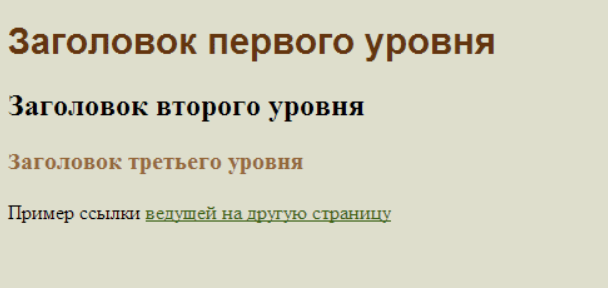 Заголовок первого уровня
Заголовок второго уровня
Заголовок третьего уровня
Пример ссылки ведущей на другую страницу